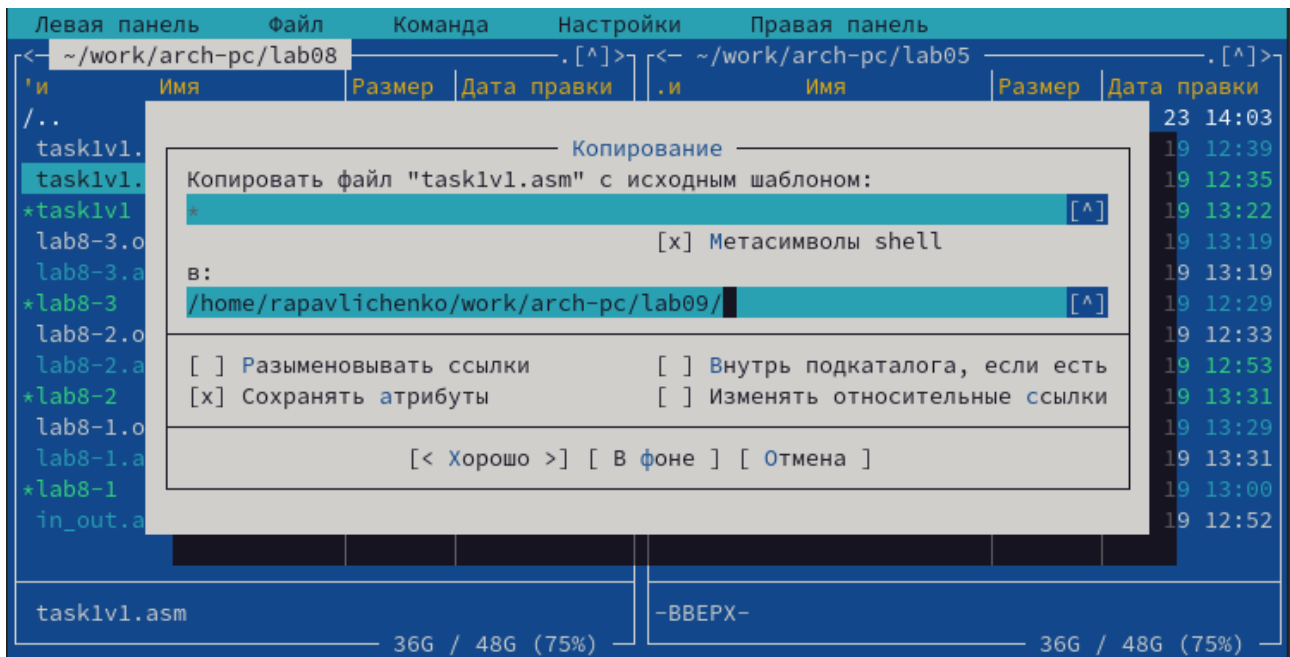 Левая панель Файл Команда Настройки Правая панель
<— ~/work/arch-pc/lab08 .[^]> <— ~/work/arch-pc/lab05 .[^]>
'и Имя Размер Дата правки .и Имя Размер Дата правки
/.. 23 14:03
task1v1. Копирование 19 12:39
task1v1. Копировать файл "task1v1.asm" с исходным шаблоном: 19 12:35
*task1v1 * [^] 19 13:22
lab8-3.o [x] Метасимволы shell 19 13:19
lab8-3.a в: 19 13:19
*lab8-3 /home/rapavlichenko/work/arch-pc/lab09/ [^] 19 12:29
lab8-2.o 19 12:33
lab8-2.a [ ] Разыменовывать ссылки [ ] Внутрь подкаталога, если есть 19 12:53
*lab8-2 [x] Сохранять атрибуты [ ] Изменять относительные ссылки 19 13:31
lab8-1.o 19 13:29
lab8-1.a [< Хорошо >] [ В фоне ] [ Отмена ] 19 13:31
*lab8-1 19 13:00
in_out.a 19 12:52
task1v1.asm -ВВЕРХ-
36G / 48G (75%) 36G / 48G (75%)